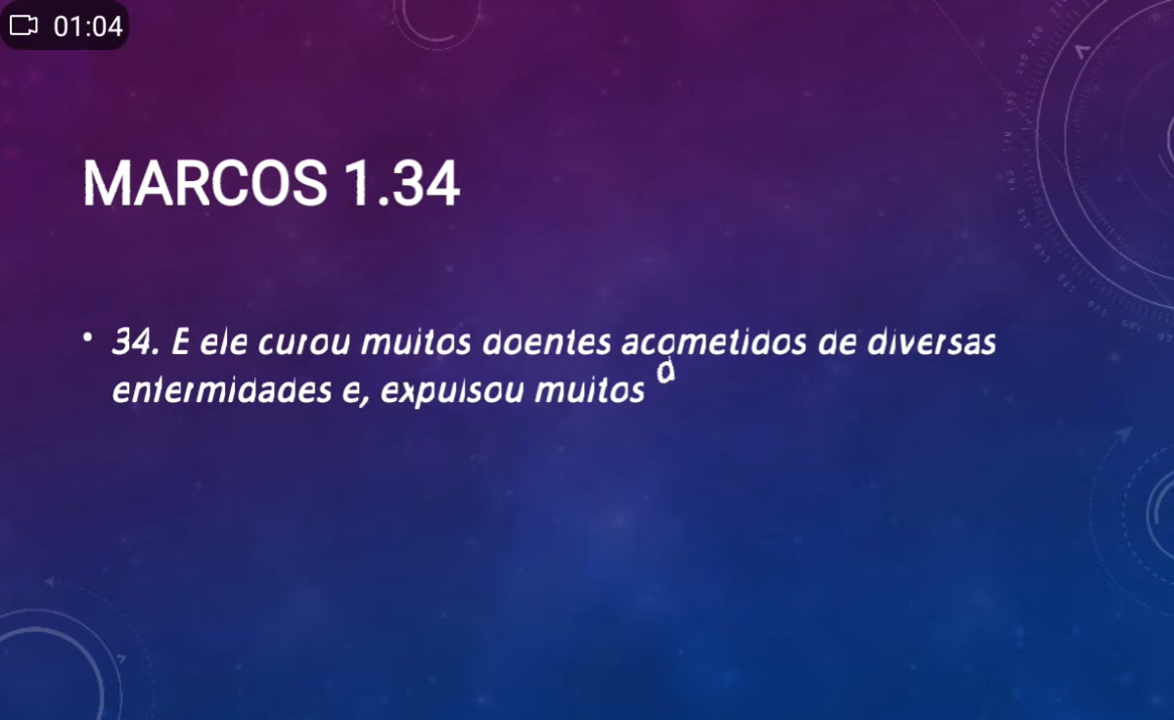 01:04
MARCOS 1.34
• 34. E ele curou muitos doentes acometidos de diversas
enfermidades e, expulsou muitos d